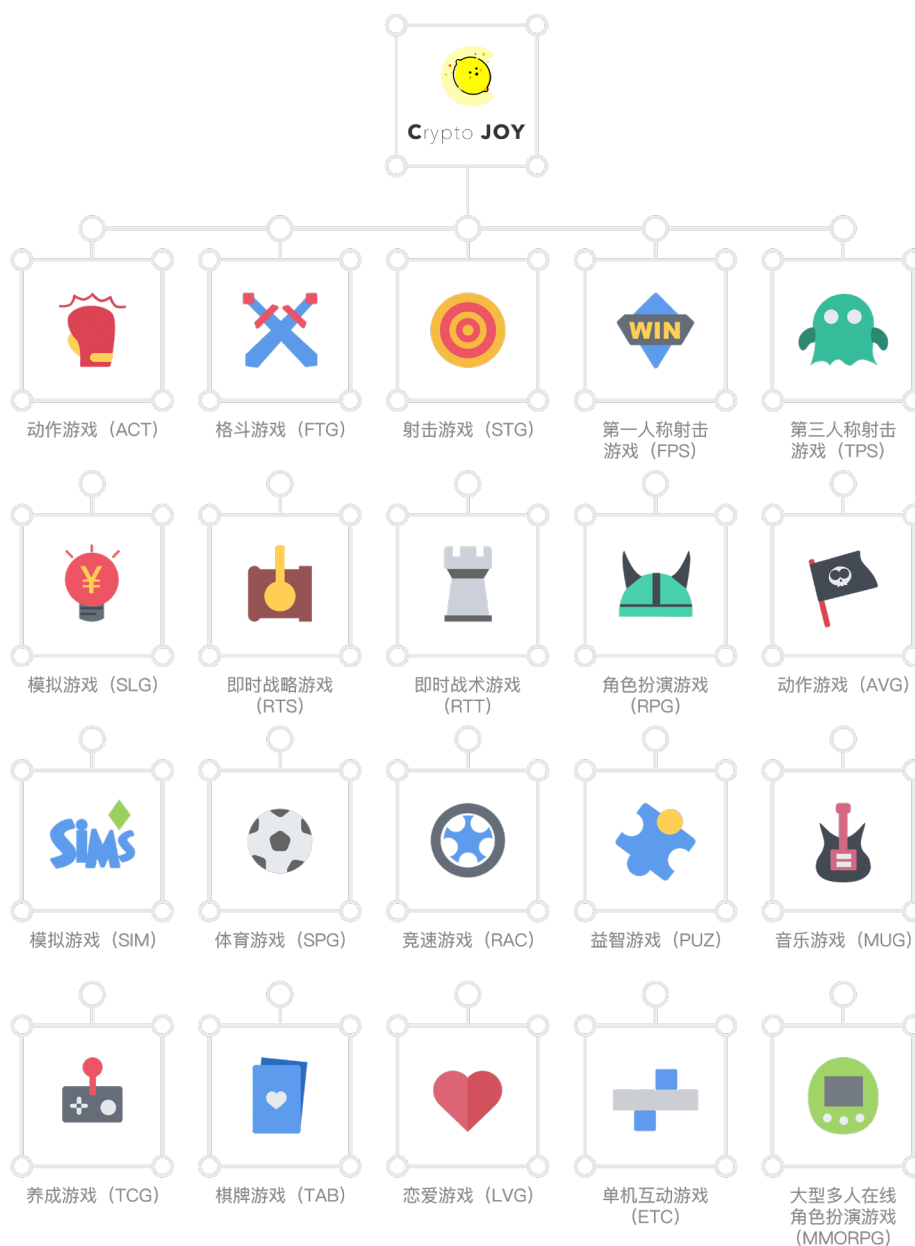 Crypto JOY
WIN
动作游戏（ACT）
格斗游戏（FTG）
射击游戏（STG）
第一人称射击
游戏（FPS）
第三人称射击
游戏（TPS）
¥
模拟游戏（SLG）
即时战略游戏
（RTS）
即时战术游戏
（RTT）
角色扮演游戏
（RPG）
动作游戏（AVG）
SiMs
模拟游戏（SIM）
体育游戏（SPG）
竞速游戏（RAC）
益智游戏（PUZ）
音乐游戏（MUG）
养成游戏（TCG）
棋牌游戏（TAB）
恋爱游戏（LVG）
单机互动游戏
（ETC）
大型多人在线
角色扮演游戏
（MMORPG）